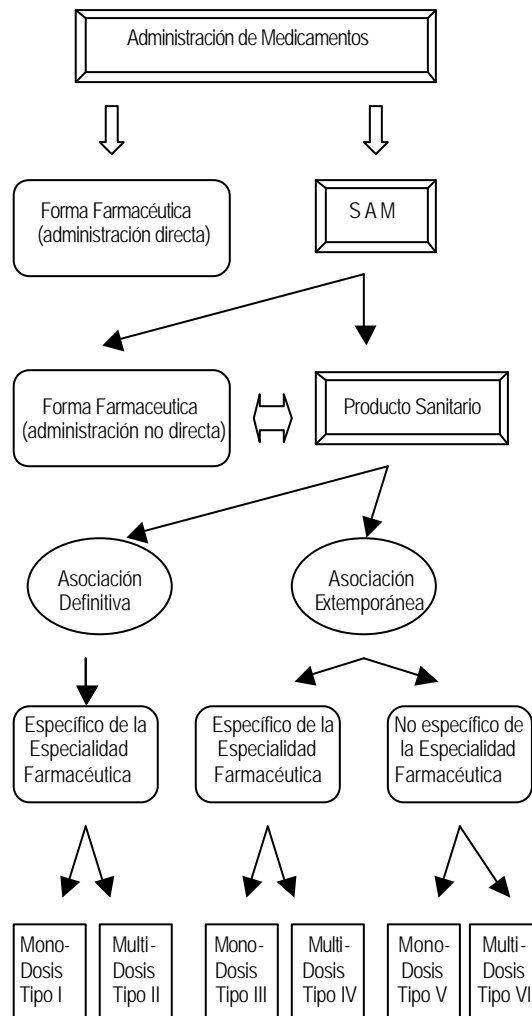 Administración de Medicamentos
Forma Farmacéutica
(administración directa)
S A M
Forma Farmaceutica
(administración no directa)
Producto Sanitario
Asociación
Definitiva
Asociación
Extemporánea
Específico de la
Especialidad
Farmacéutica
Específico de la
Especialidad
Farmacéutica
No específico de
la Especialidad
Farmacéutica
Mono-
Dosis
Tipo I
Multi-
Dosis
Tipo II
Mono-
Dosis
Tipo III
Multi-
Dosis
Tipo IV
Mono-
Dosis
Tipo V
Multi-
Dosis
Tipo VI